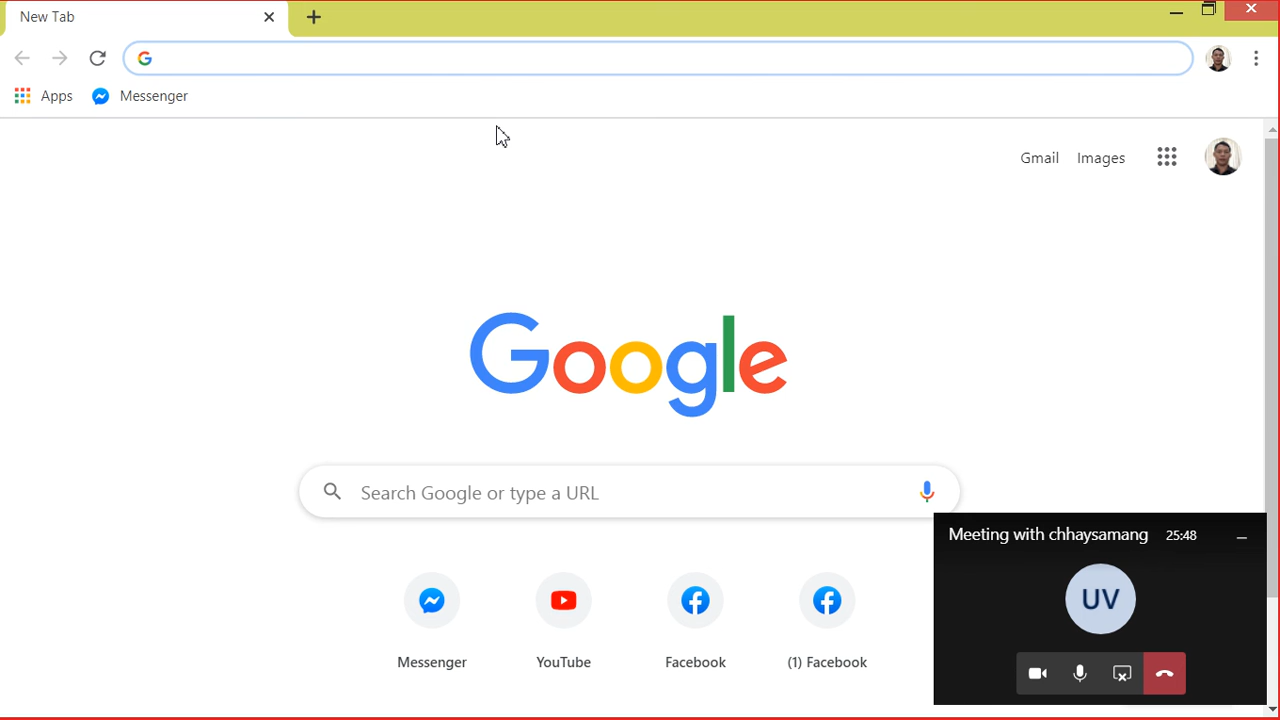 New Tab
Apps Messenger
Gmail Images
Google
Search Google or type a URL
Meeting with chhaysamang 25:48
UV
Messenger YouTube Facebook (1) Facebook